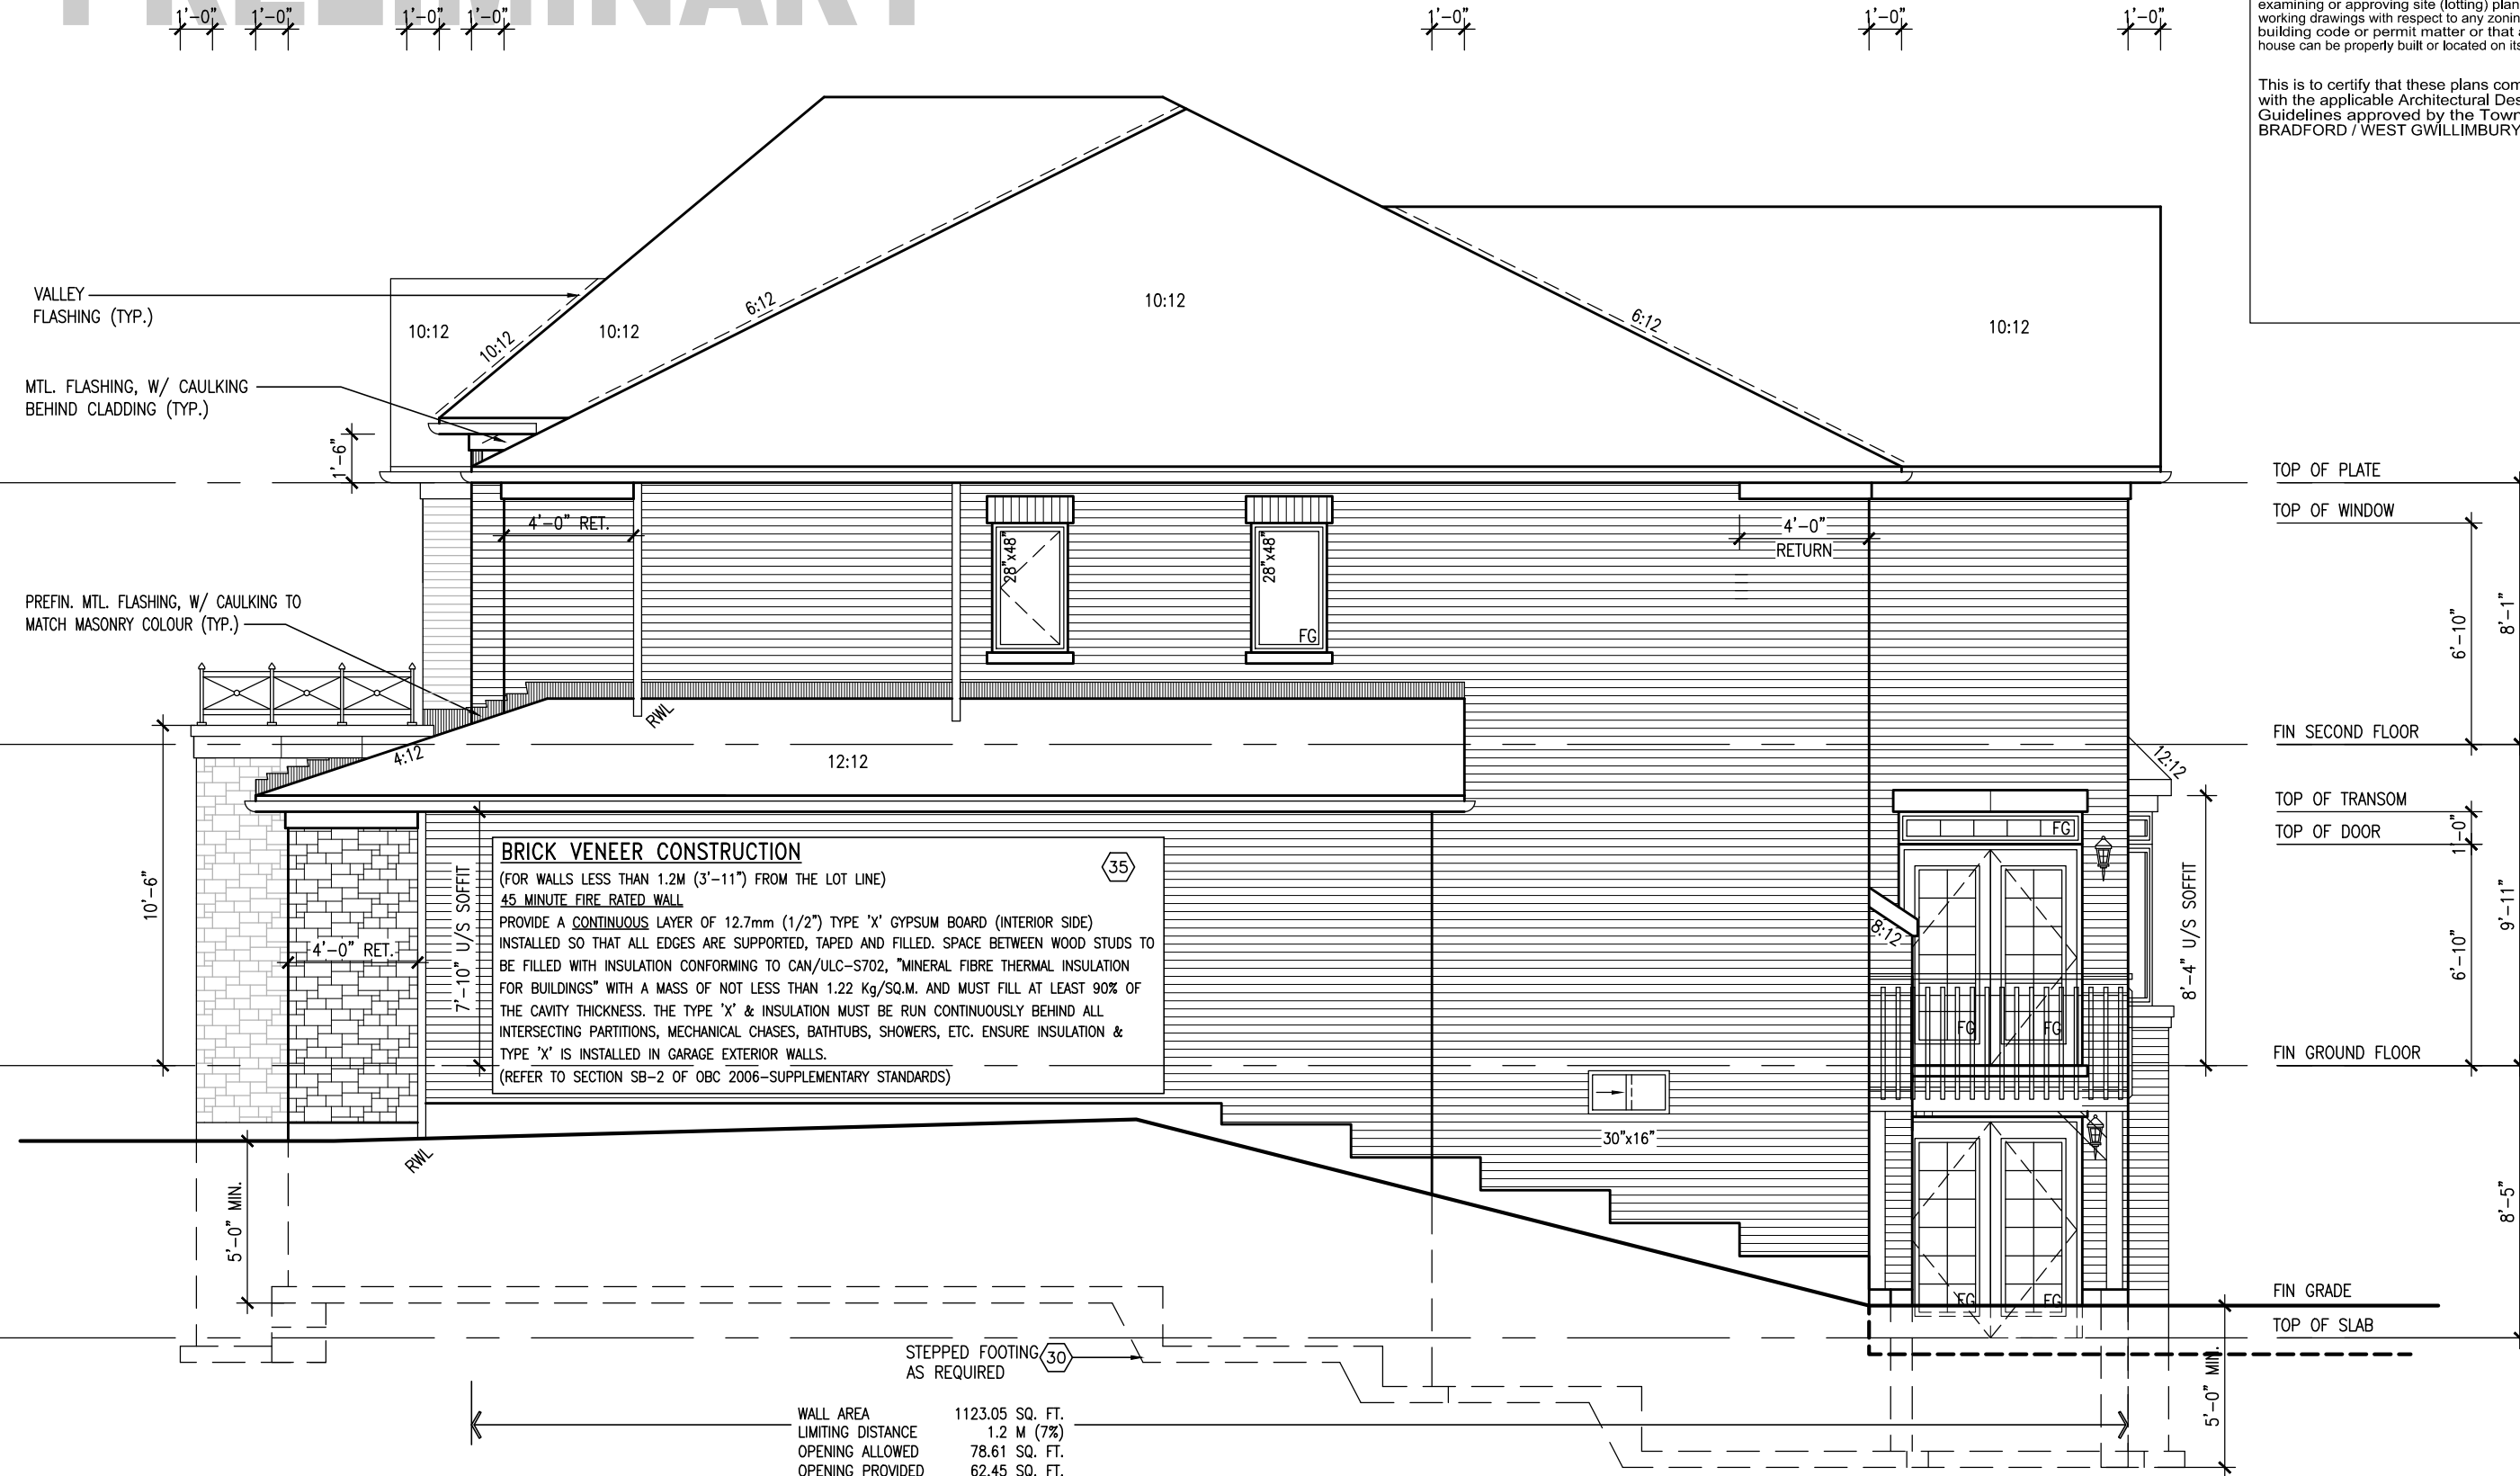 PRELIMINARY
1'-0" 1'-0" 1'-0" 1'-0" 1'-0" 1'-0" 1'-0"
examining or approving site (lotting) plan
working drawings with respect to any zonin
building code or permit matter or that
house can be properly built or located on its
This is to certify that these plans com
with the applicable Architectural Des
Guidelines approved by the Town
BRADFORD / WEST GWILLIMBURY
VALLEY
FLASHING (TYP.)
10:12
10:12
10:12
6:12
10:12
6:12
10:12
MTL. FLASHING, W/ CAULKING
BEHIND CLADDING (TYP.)
1'-6"
TOP OF PLATE
TOP OF WINDOW
4'-0" RET.
28"x48"
28"x48"
FG
4'-0"
RETURN
6'-10"
8'-1"
PREFIN. MTL. FLASHING, W/ CAULKING TO
MATCH MASONRY COLOUR (TYP.)
RWL
4:12
12:12
12:12
FIN SECOND FLOOR
TOP OF TRANSOM
TOP OF DOOR
1'-0"
FG
10'-6"
4'-0" RET.
7'-10" U/S SOFFIT
BRICK VENEER CONSTRUCTION
35
(FOR WALLS LESS THAN 1.2M (3'-11") FROM THE LOT LINE)
45 MINUTE FIRE RATED WALL
PROVIDE A CONTINUOUS LAYER OF 12.7mm (1/2") TYPE 'X' GYPSUM BOARD (INTERIOR SIDE)
INSTALLED SO THAT ALL EDGES ARE SUPPORTED, TAPED AND FILLED. SPACE BETWEEN WOOD STUDS TO
BE FILLED WITH INSULATION CONFORMING TO CAN/ULC-S702, "MINERAL FIBRE THERMAL INSULATION
FOR BUILDINGS" WITH A MASS OF NOT LESS THAN 1.22 Kg/SQ.M. AND MUST FILL AT LEAST 90% OF
THE CAVITY THICKNESS. THE TYPE 'X' & INSULATION MUST BE RUN CONTINUOUSLY BEHIND ALL
INTERSECTING PARTITIONS, MECHANICAL CHASES, BATHTUBS, SHOWERS, ETC. ENSURE INSULATION &
TYPE 'X' IS INSTALLED IN GARAGE EXTERIOR WALLS.
(REFER TO SECTION SB-2 OF OBC 2006-SUPPLEMENTARY STANDARDS)
8:12
8'-4" U/S SOFFIT
6'-10"
9'-11"
FG
FG
FIN GROUND FLOOR
30"x16"
RWL
5'-0" MIN.
8'-5"
FG
FG
FIN GRADE
TOP OF SLAB
STEPPED FOOTING
AS REQUIRED
30
5'-0" MIN.
WALL AREA 1123.05 SQ. FT.
LIMITING DISTANCE 1.2 M (7%)
OPENING ALLOWED 78.61 SQ. FT.
OPENING PROVIDED 62.45 SQ. FT.